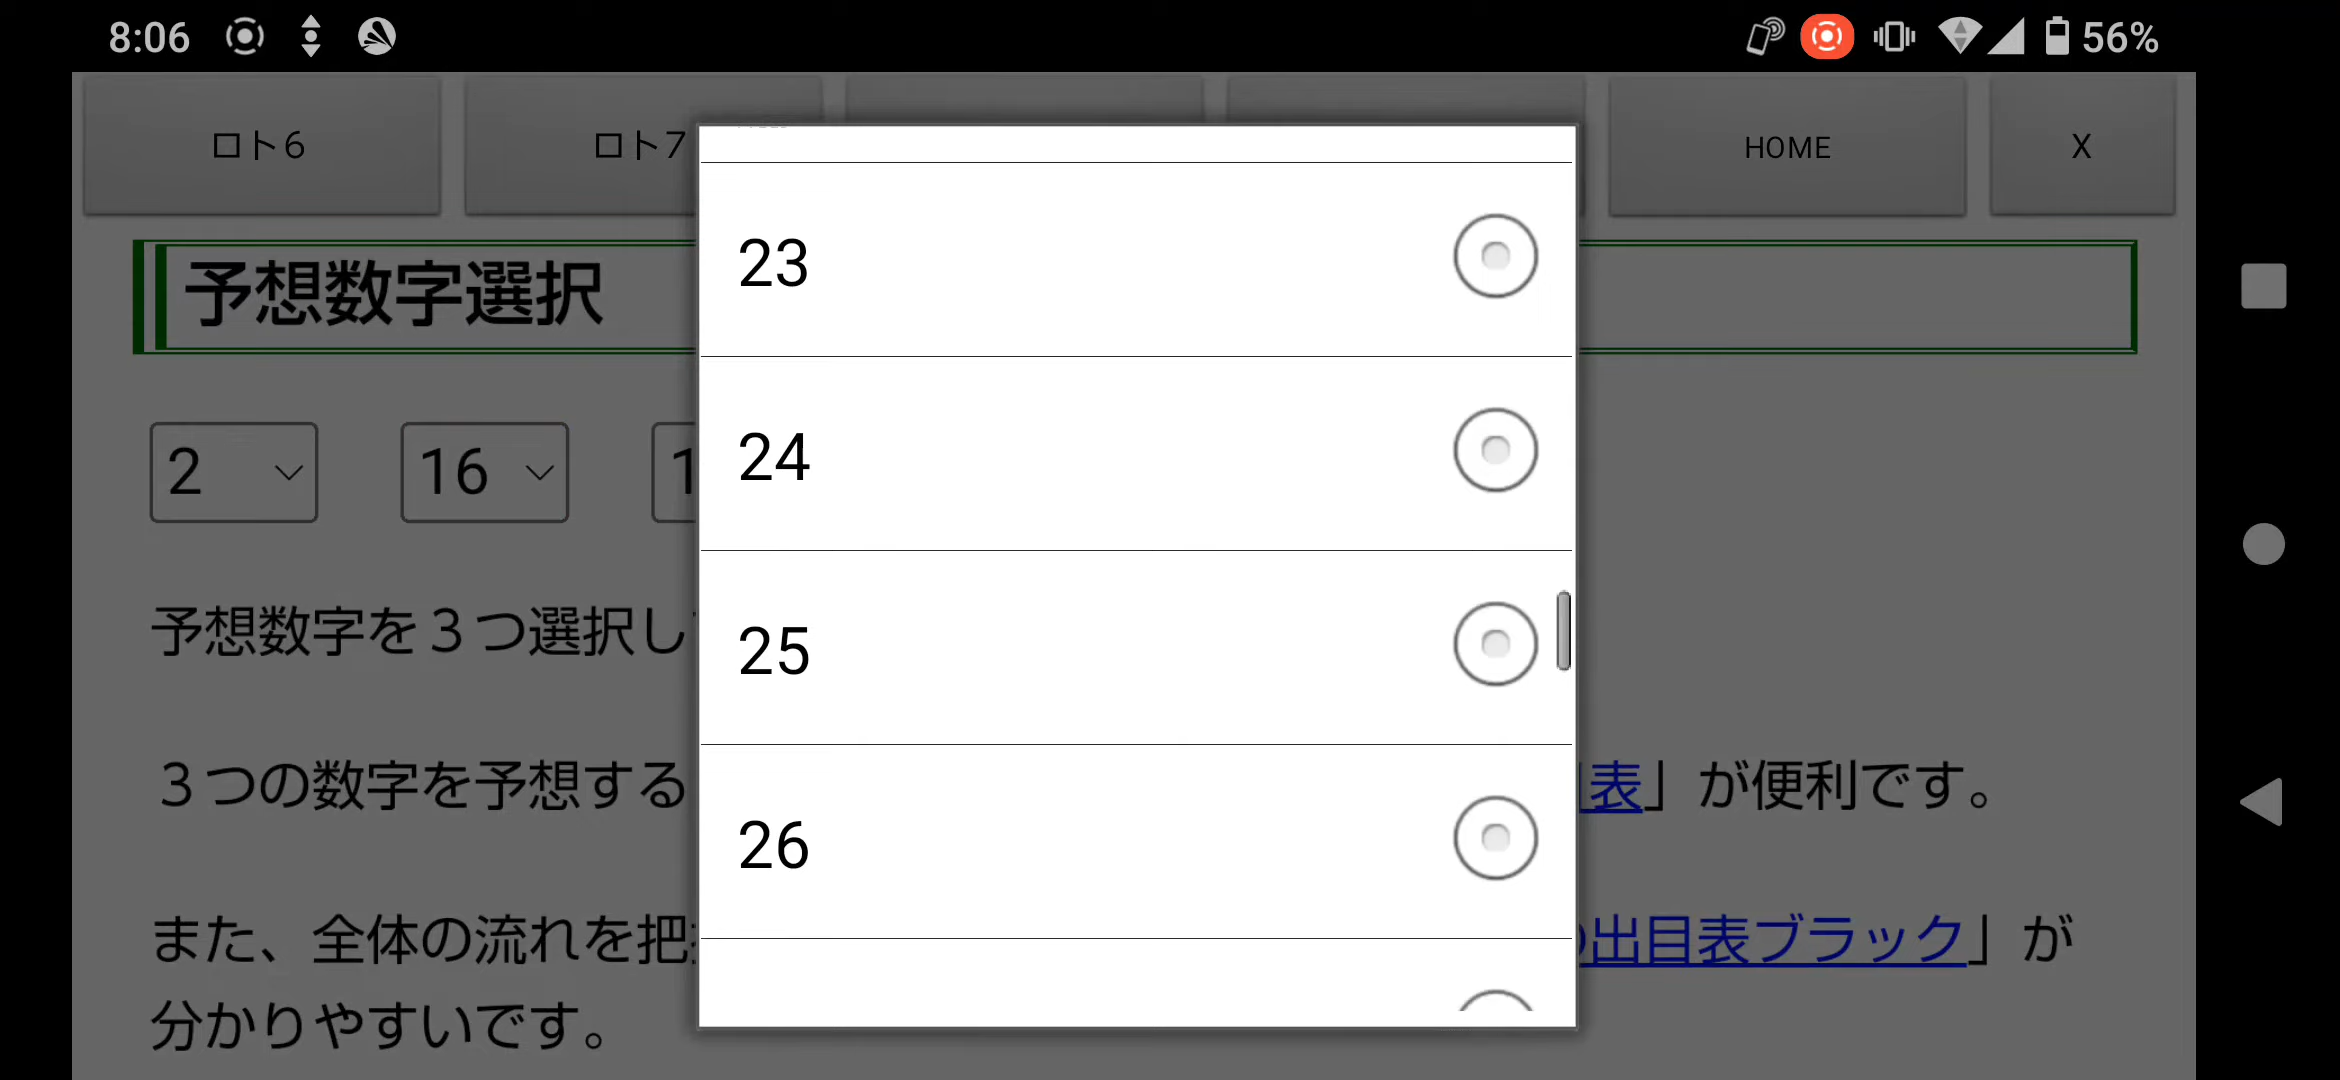 8:06
56%
ロト6
ロト7
HOME
X
予想数字選択
2
16
1
23
24
25
26
予想数字を３つ選択し
３つの数字を予想する
表」が便利です。
また、全体の流れを把
出目表ブラック」が
分かりやすいです。